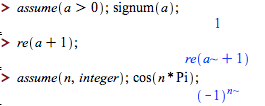 > assume(a > 0); signum(a);
1
> re(a + 1);
re(a~ + 1)
> assume(n, integer); cos(n * Pi);
(-1)^n~